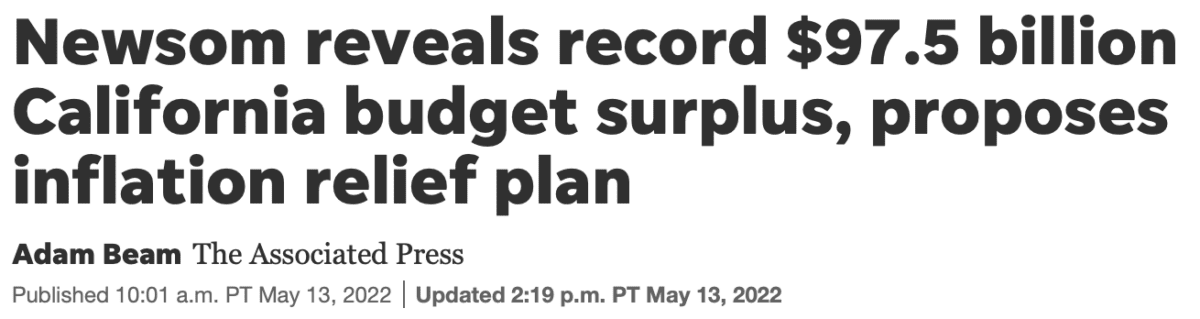 Newsom reveals record $97.5 billion
California budget surplus, proposes
inflation relief plan
Adam Beam The Associated Press
Published 10:01 a.m. PT May 13, 2022 | Updated 2:19 p.m. PT May 13, 2022